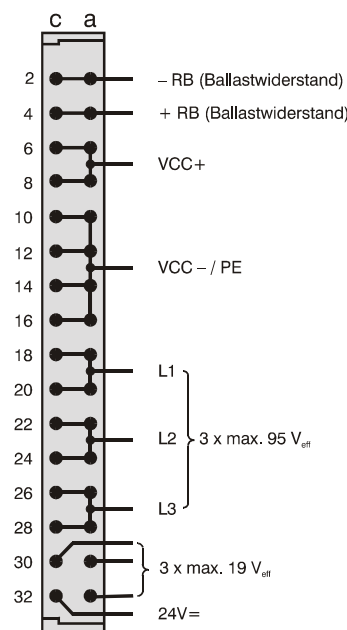 c a
2 – RB (Ballastwiderstand)
4 + RB (Ballastwiderstand)
6
VCC+
8
10
12
VCC – / PE
14
16
18
L1
20
22
L2 3 x max. 95 Veff
24
26
L3
28
30
3 x max. 19 Veff
32
24V=